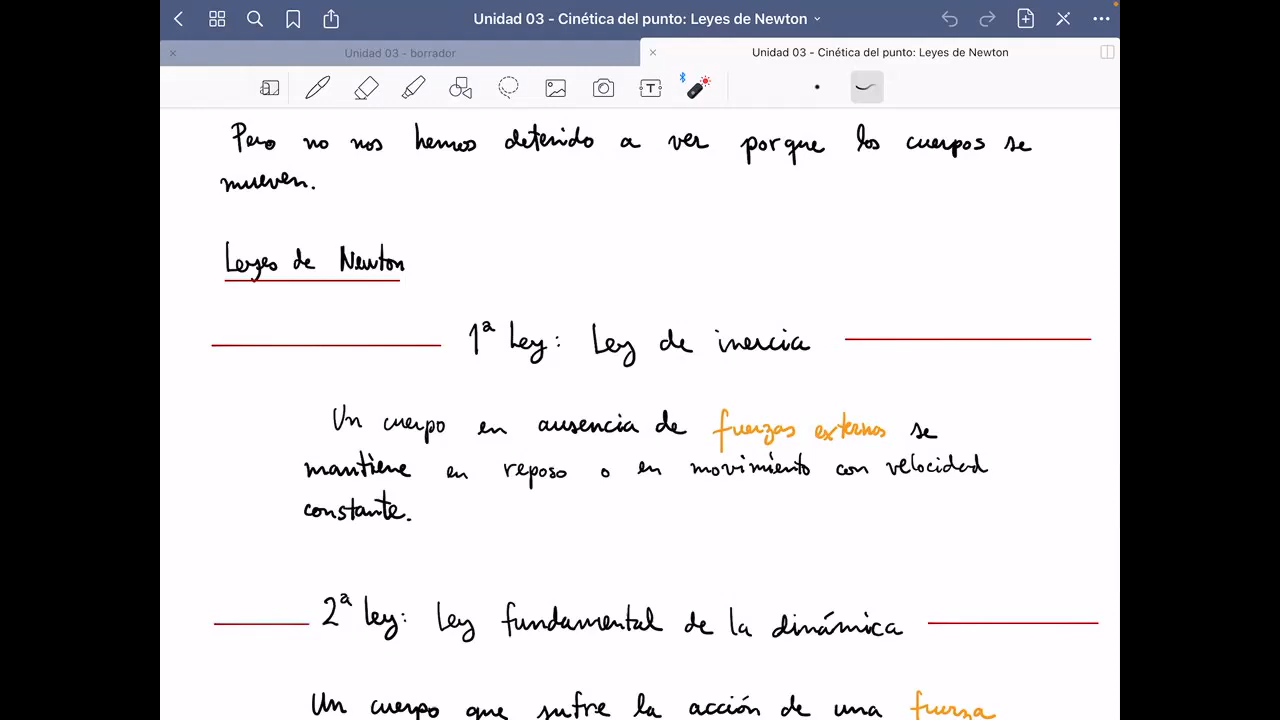 Unidad 03 - Cinética del punto: Leyes de Newton
Unidad 03 - borrador
Unidad 03 - Cinética del punto: Leyes de Newton
Pero no nos hemos detenido a ver porque los cuerpos se
mueven.
Leyes de Newton
1ª Ley: Ley de inercia
Un cuerpo en ausencia de fuerzas externas se
mantiene en reposo o en movimiento con velocidad
constante.
2ª Ley: Ley fundamental de la dinámica
Un cuerpo que sufre la acción de una fuerza